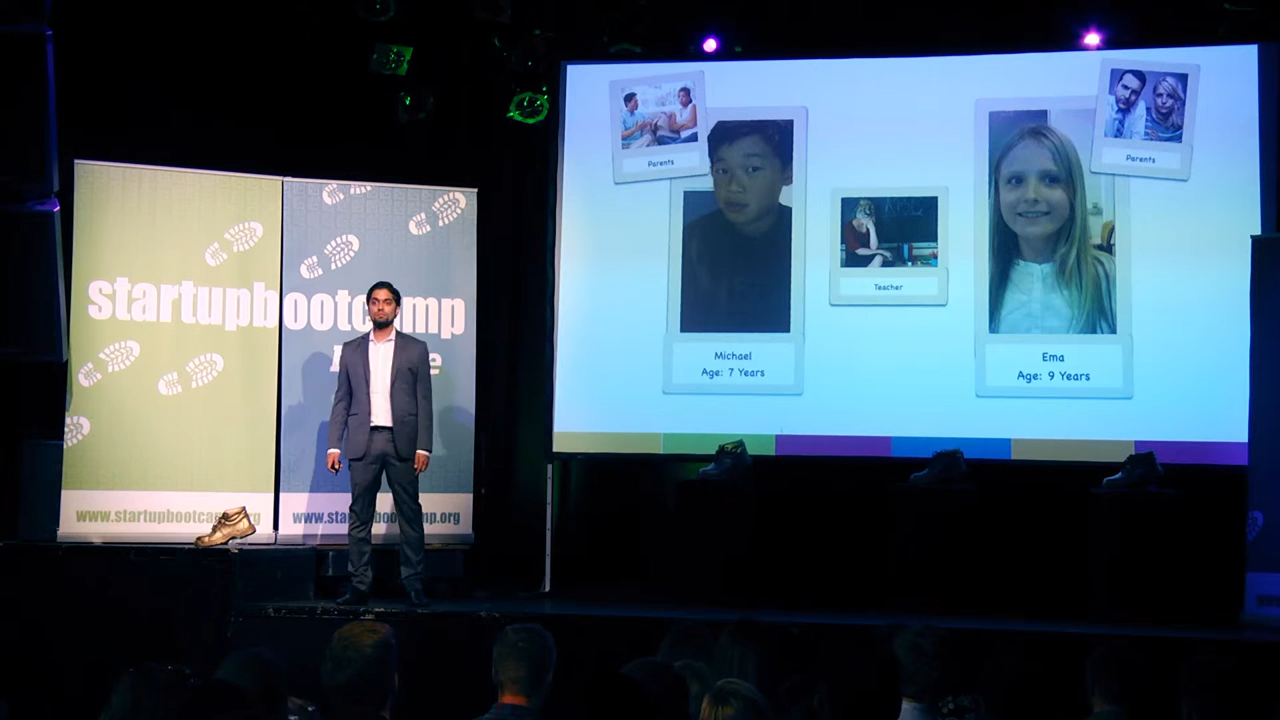 startupbootcamp
www.startupbootcamp.org
www.startupbootcamp.org
Parents
Michael
Age: 7 Years
Teacher
Parents
Ema
Age: 9 Years